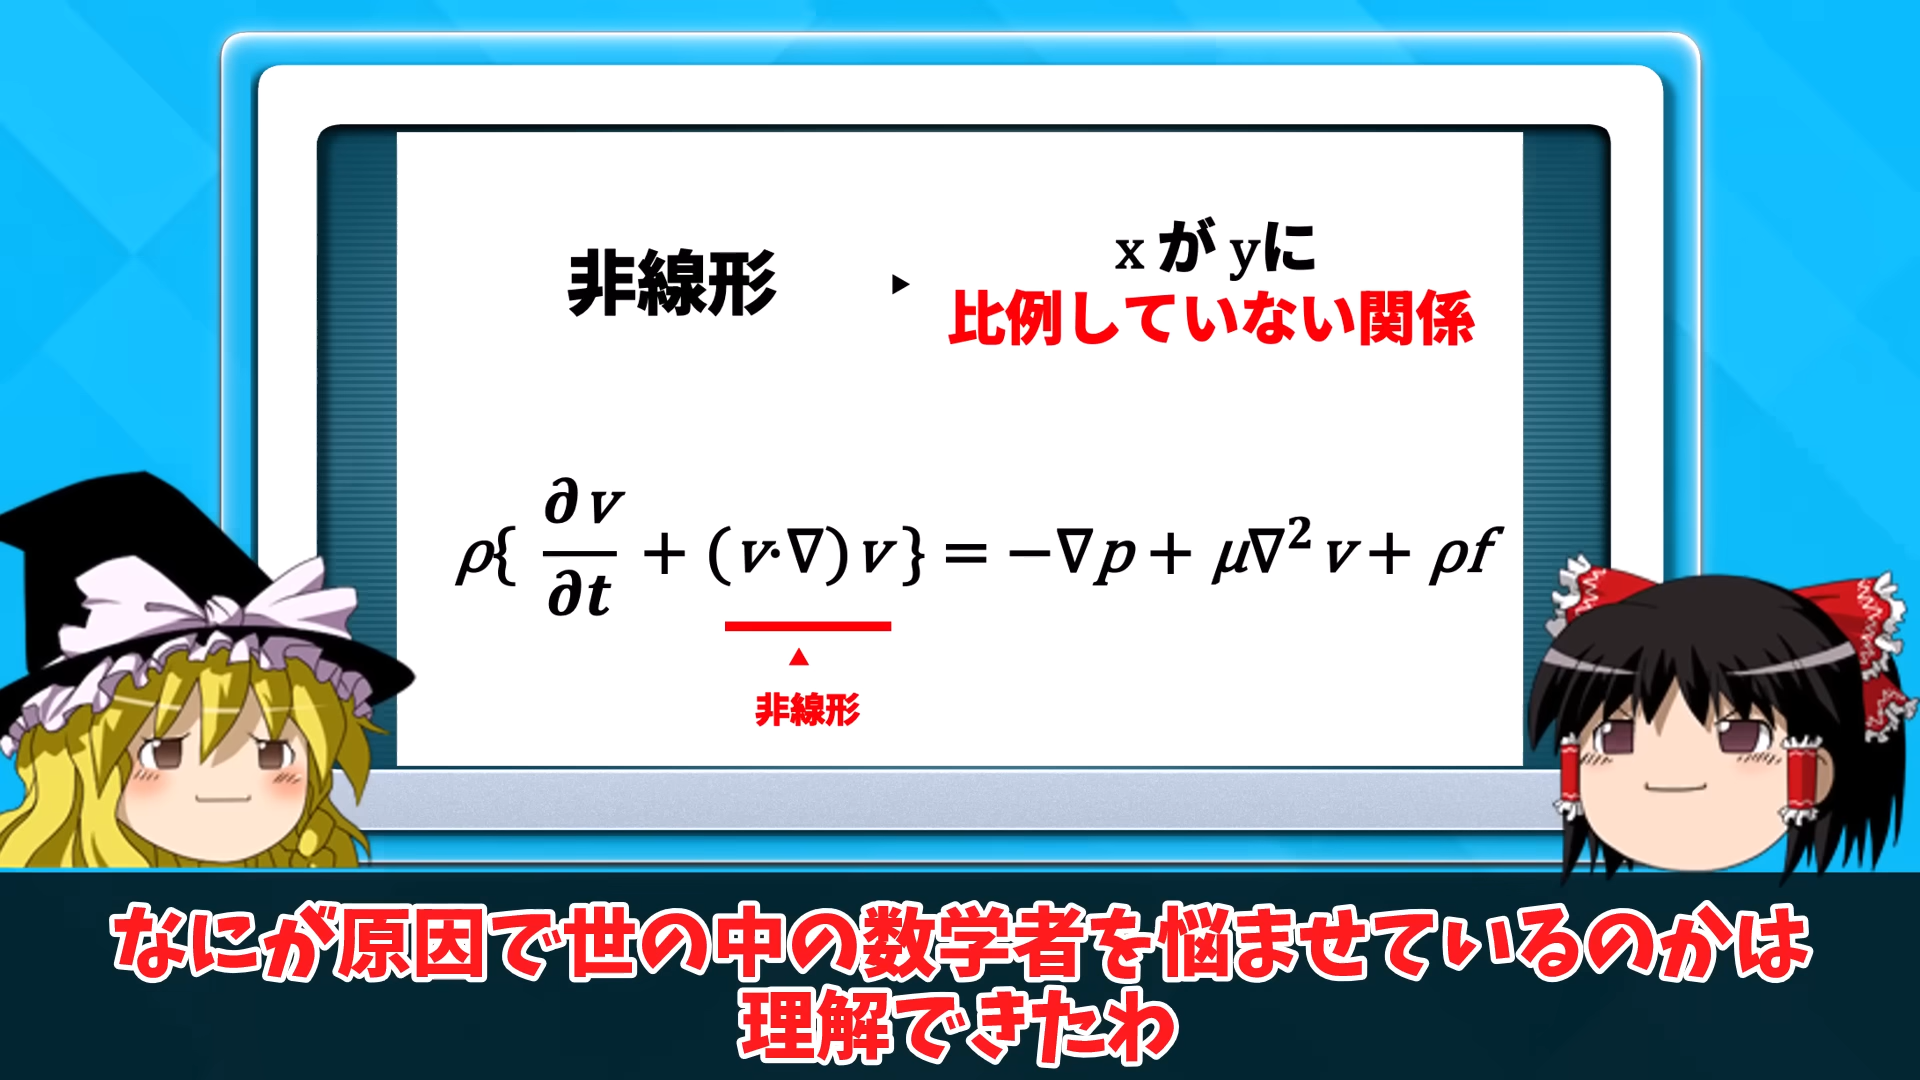 非線形 ▶ x が yに
比例していない関係
ρ{ ∂v/∂t + (v·∇)v} = −∇p + μ∇² v + ρf
▲
非線形
なにが原因で世の中の数学者を悩ませているのかは
理解できたわ